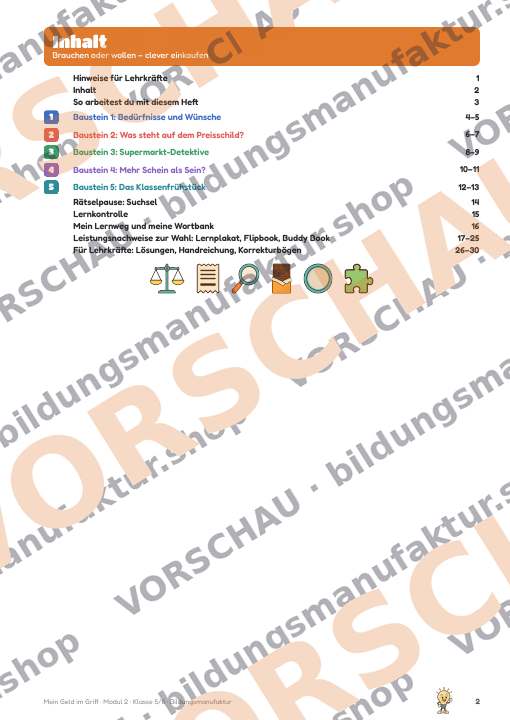 Inhalt
Brauchen oder wollen – clever einkaufen
Hinweise für Lehrkräfte 1
Inhalt 2
So arbeitest du mit diesem Heft 3
1 Baustein 1: Bedürfnisse und Wünsche 4–5
2 Baustein 2: Was steht auf dem Preisschild? 6–7
3 Baustein 3: Supermarkt-Detektive 8–9
4 Baustein 4: Mehr Schein als Sein? 10–11
5 Baustein 5: Das Klassenfrühstück 12–13
Rätselpause: Suchsel 14
Lernkontrolle 15
Mein Lernweg und meine Wortbank 16
Leistungsnachweise zur Wahl: Lernplakat, Flipbook, Buddy Book 17–25
Für Lehrkräfte: Lösungen, Handreichung, Korrekturbögen 26–30
VORSCHAU · bildungsmanufaktur.shop
VORSCHAU
Mein Geld im Griff · Modul 2 · Klasse 5/6 · Bildungsmanufaktur 2